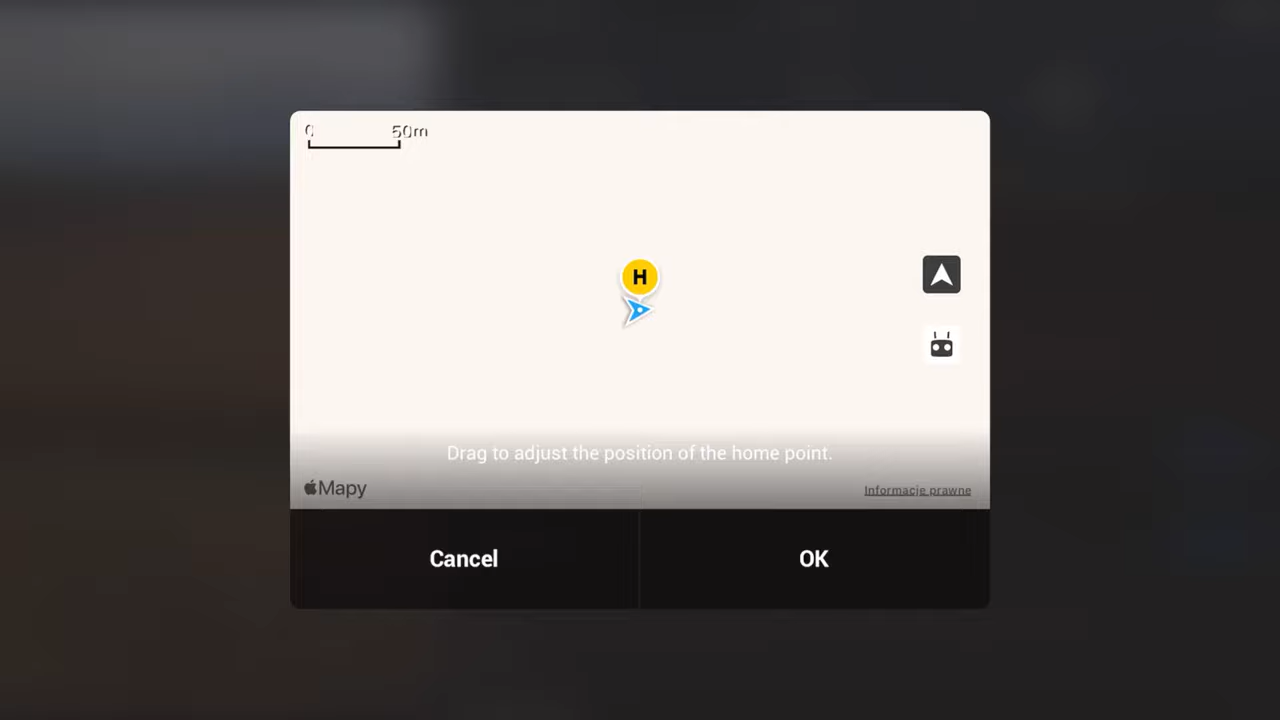 0 50m
H
Drag to adjust the position of the home point.
Mapy
Informacje prawne
Cancel
OK